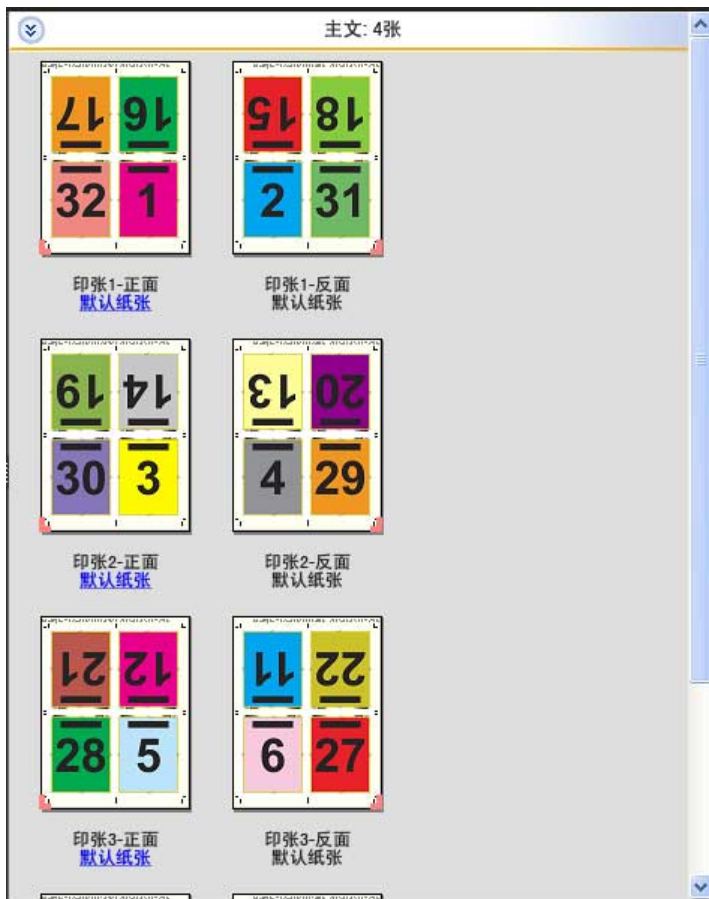 主文: 4张
17 16
32 1
15 18
2 31
印张1-正面
默认纸张
印张1-反面
默认纸张
19 14
30 3
13 20
4 29
印张2-正面
默认纸张
印张2-反面
默认纸张
21 12
28 5
11 22
6 27
印张3-正面
默认纸张
印张3-反面
默认纸张